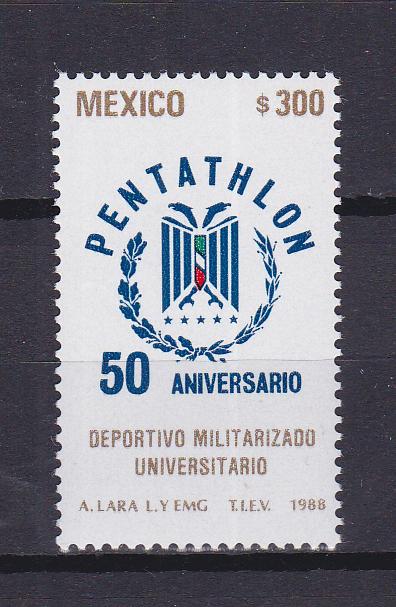 MEXICO $300
PENTATHLON
50 ANIVERSARIO
DEPORTIVO MILITARIZADO
UNIVERSITARIO
A. LARA L. Y EMG T.I.E.V. 1988